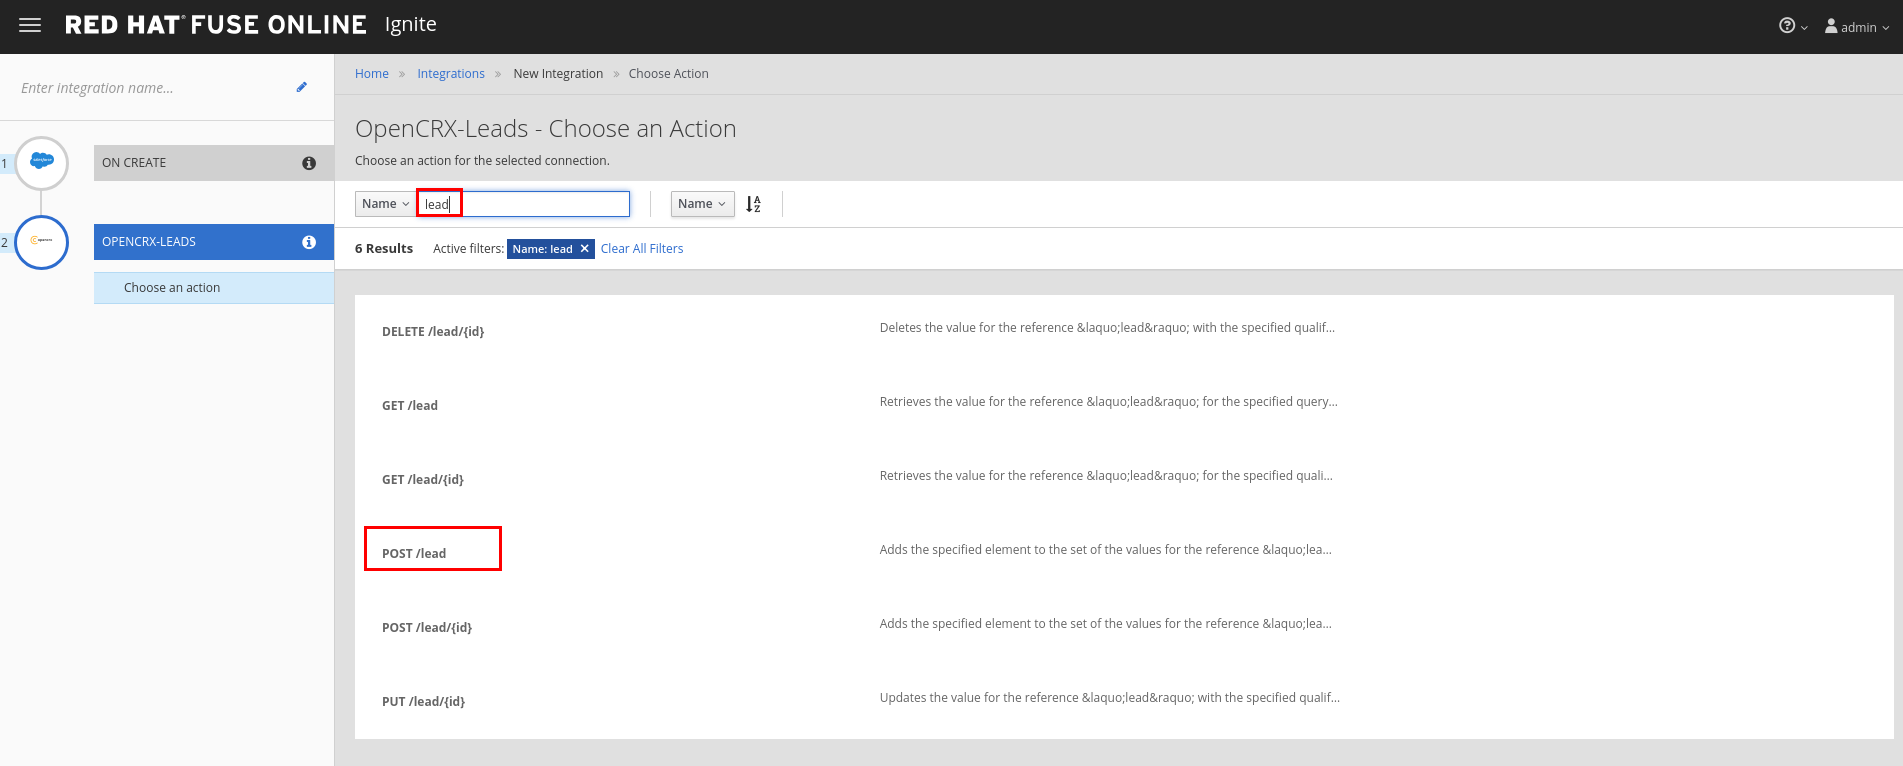 RED HAT® FUSE ONLINE Ignite
admin
Enter integration name...
Home » Integrations » New Integration » Choose Action
OpenCRX-Leads - Choose an Action
Choose an action for the selected connection.
1
ON CREATE
2
OPENCRX-LEADS
Choose an action
Name lead Name
6 Results Active filters: Name: lead × Clear All Filters
DELETE /lead/{id} Deletes the value for the reference &laquo;lead&raquo; with the specified qualif...
GET /lead Retrieves the value for the reference &laquo;lead&raquo; for the specified query...
GET /lead/{id} Retrieves the value for the reference &laquo;lead&raquo; for the specified quali...
POST /lead Adds the specified element to the set of the values for the reference &laquo;lea...
POST /lead/{id} Adds the specified element to the set of the values for the reference &laquo;lea...
PUT /lead/{id} Updates the value for the reference &laquo;lead&raquo; with the specified qualif...